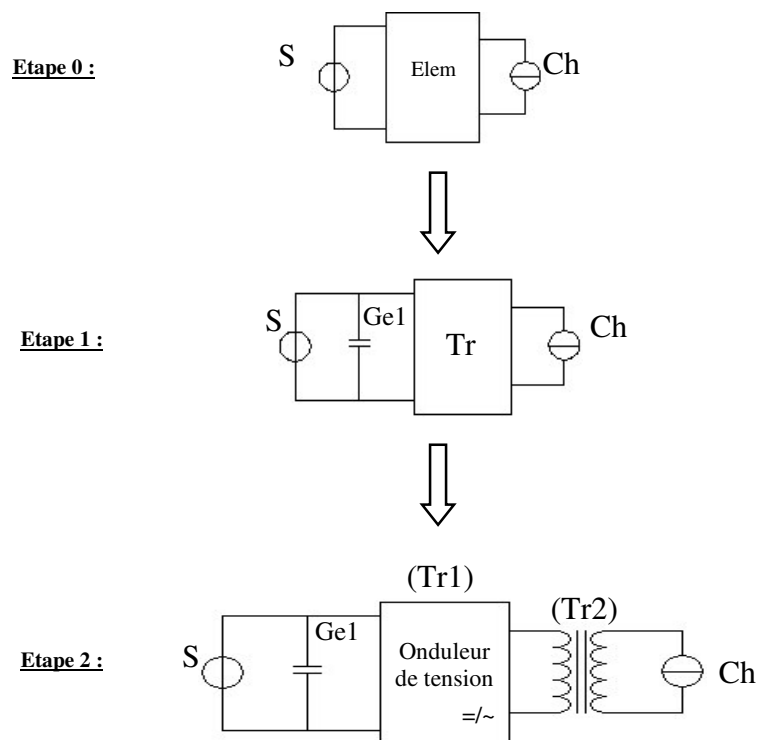 Etape 0 :
S
Elem
Ch
Etape 1 :
S
Ge1
Tr
Ch
(Tr1)
(Tr2)
Etape 2 :
S
Ge1
Onduleur
de tension
=/~
Ch